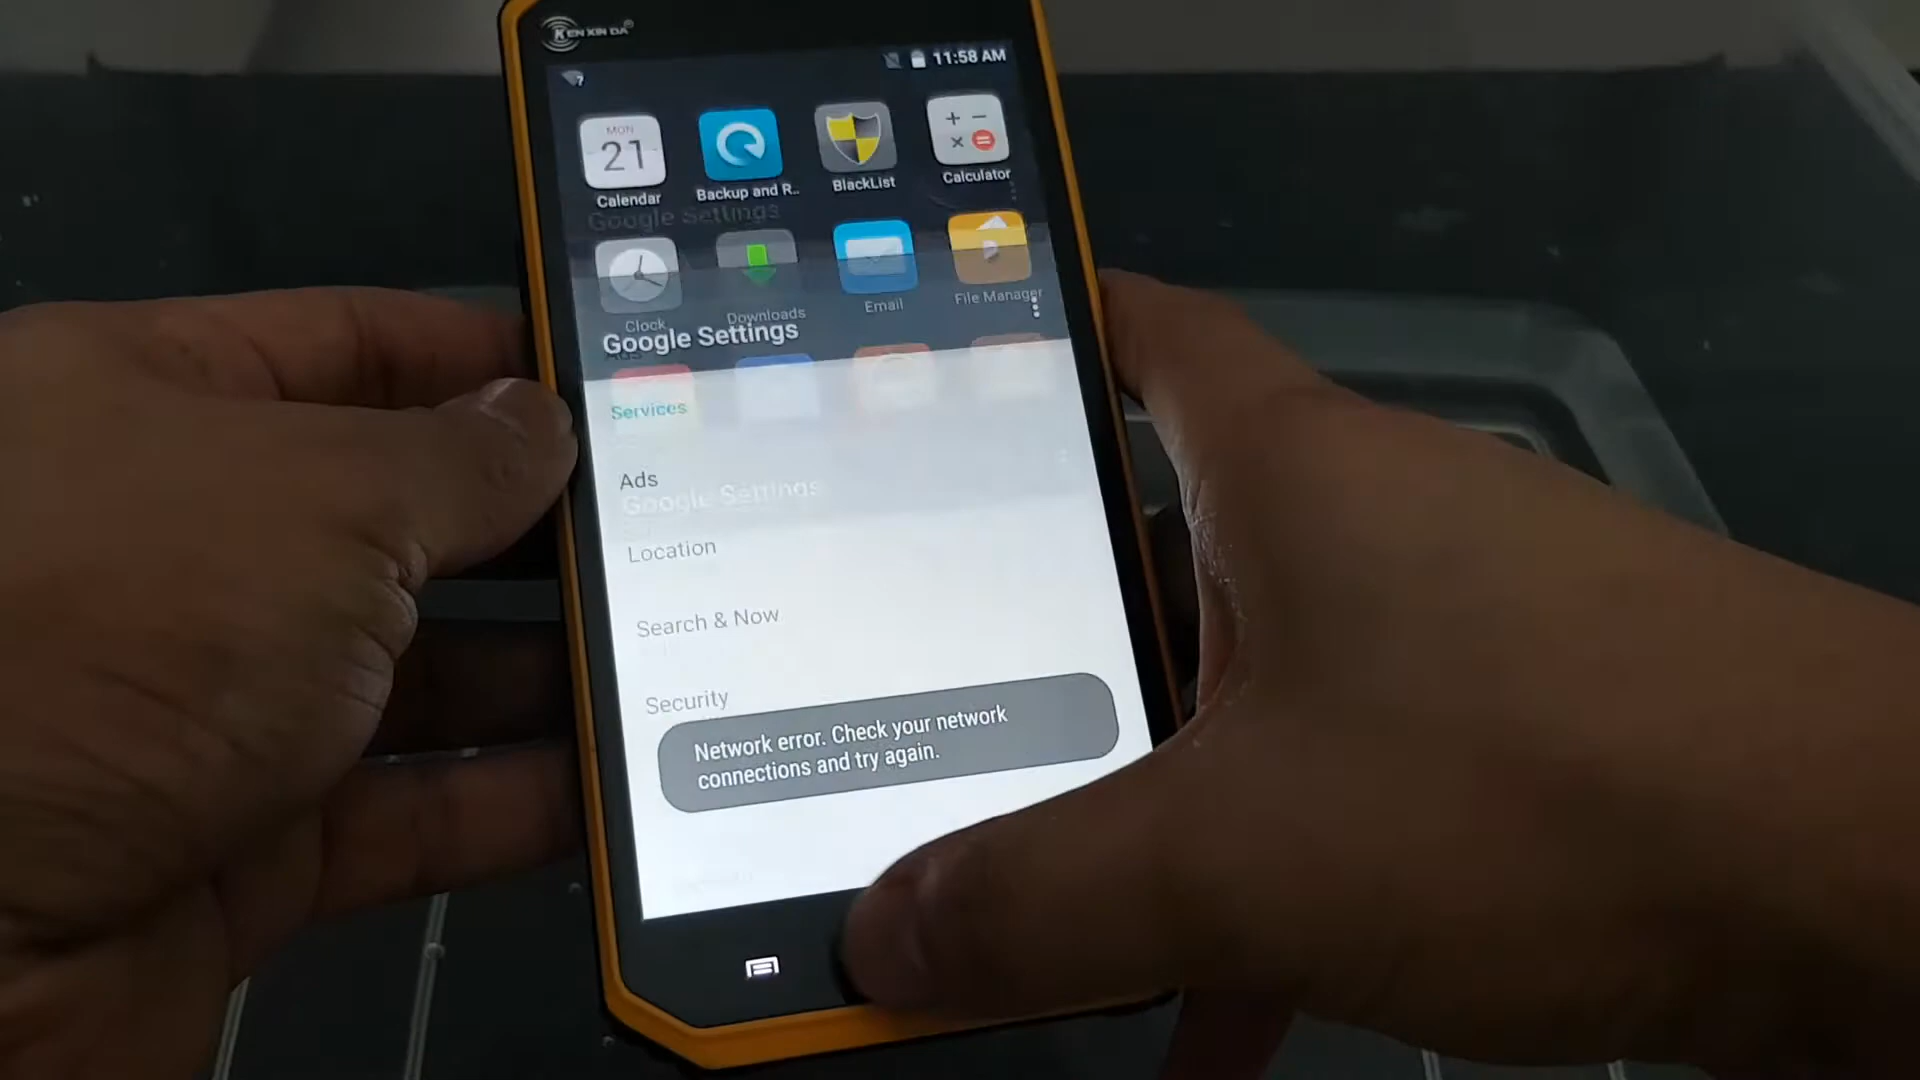 KEN XIN DA
?
11:58 AM
MON
21
Calendar
Backup and R..
BlackList
Calculator
Google Settings
Clock
Downloads
Email
File Manager
Google Settings
Ads
Services
Ads
Google Settings
Location
Search & Now
Security
Network error. Check your network
connections and try again.